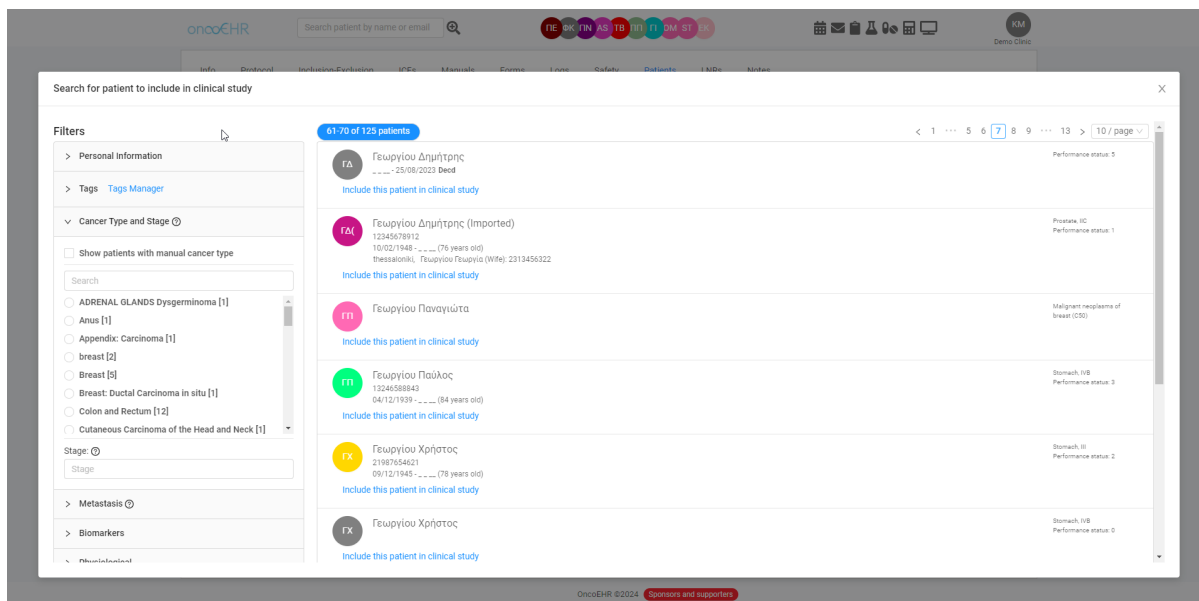 oncoEHR
Search patient by name or email
ΠΕ ΦΚ ΠΝ AS TB ΠΠ Π DM ST EK
KM
Demo Clinic
Info Protocol Inclusion-Exclusion ICFs Manuals Forms Logs Safety Patients LNRs Notes
Search for patient to include in clinical study
Filters
Personal Information
Tags Tags Manager
Cancer Type and Stage
Show patients with manual cancer type
Search
ADRENAL GLANDS Dysgerminoma [1]
Anus [1]
Appendix: Carcinoma [1]
breast [2]
Breast [5]
Breast: Ductal Carcinoma in situ [1]
Colon and Rectum [12]
Cutaneous Carcinoma of the Head and Neck [1]
Stage:
Stage
Metastasis
Biomarkers
Physiological
61-70 of 125 patients
< 1 ··· 5 6 7 8 9 ··· 13 > 10 / page
ΓΔ
Γεωργίου Δημήτρης
_ _ __ - 25/08/2023 Decd
Include this patient in clinical study
Performance status: 5
ΓΔ(
Γεωργίου Δημήτρης (Imported)
12345678912
10/02/1948 - _ _ __ (76 years old)
thessaloniki, Γεωργίου Γεωργία (Wife): 2313456322
Include this patient in clinical study
Prostate, IIC
Performance status: 1
ΓΠ
Γεωργίου Παναγιώτα
Include this patient in clinical study
Malignant neoplasms of
breast (C50)
ΓΠ
Γεωργίου Παύλος
13246588843
04/12/1939 - _ _ __ (84 years old)
Include this patient in clinical study
Stomach, IVB
Performance status: 3
ΓΧ
Γεωργίου Χρήστος
21987654621
09/12/1945 - _ _ __ (78 years old)
Include this patient in clinical study
Stomach, III
Performance status: 2
ΓΧ
Γεωργίου Χρήστος
Include this patient in clinical study
Stomach, IVB
Performance status: 0
OncoEHR ©2024 Sponsors and supporters